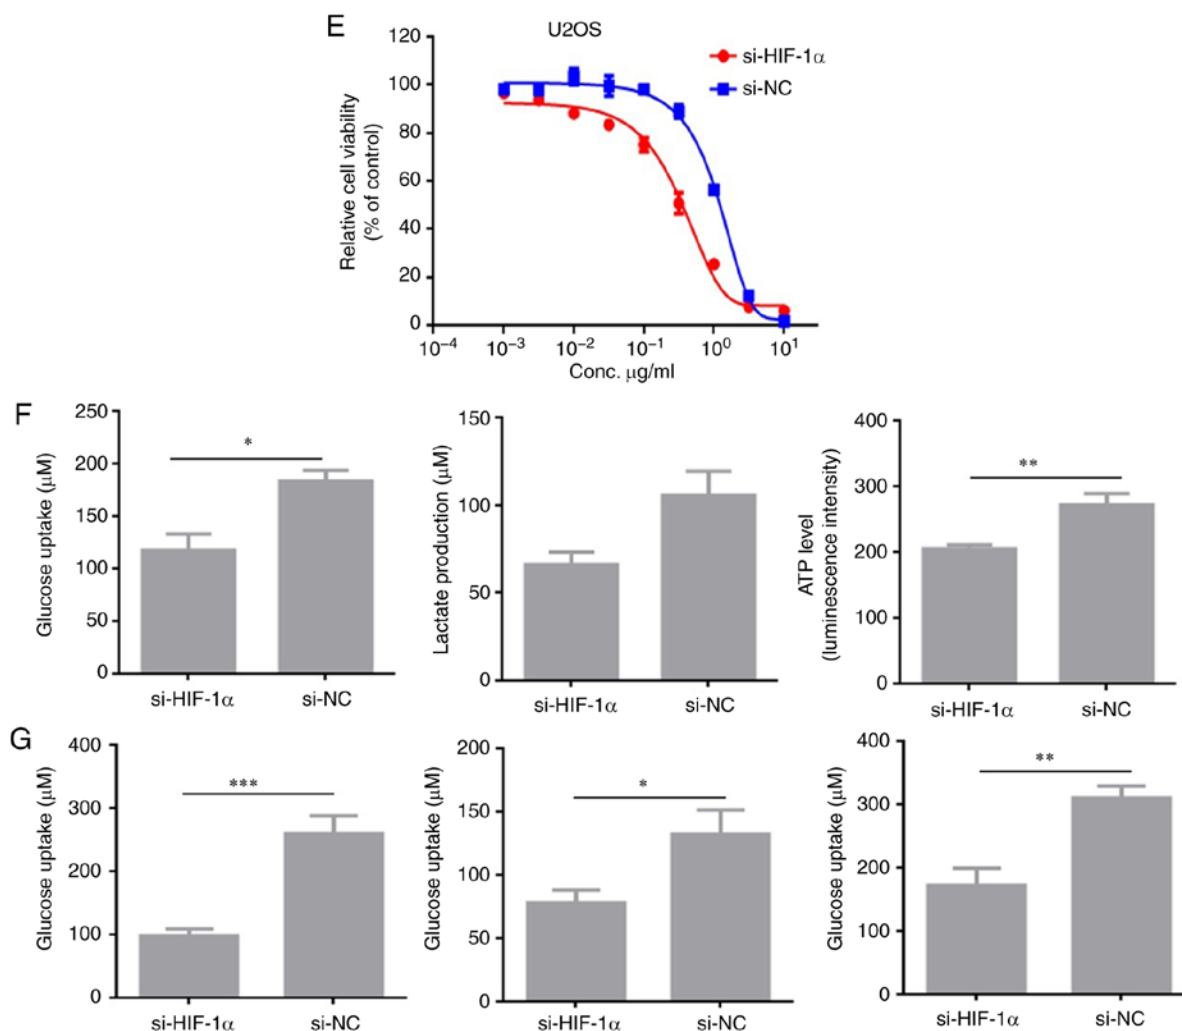 E
U2OS
si-HIF-1α
si-NC
Relative cell viability
(% of control)
120
100
80
60
40
20
0
10⁻⁴
10⁻³
10⁻²
10⁻¹
10⁰
10¹
Conc. μg/ml
F
Glucose uptake (μM)
250
200
150
100
50
0
*
si-HIF-1α
si-NC
Lactate production (μM)
150
100
50
0
si-HIF-1α
si-NC
ATP level
(luminescence intensity)
400
300
200
100
0
**
si-HIF-1α
si-NC
G
Glucose uptake (μM)
400
300
200
100
0
***
si-HIF-1α
si-NC
Glucose uptake (μM)
200
150
100
50
0
*
si-HIF-1α
si-NC
Glucose uptake (μM)
400
300
200
100
0
**
si-HIF-1α
si-NC